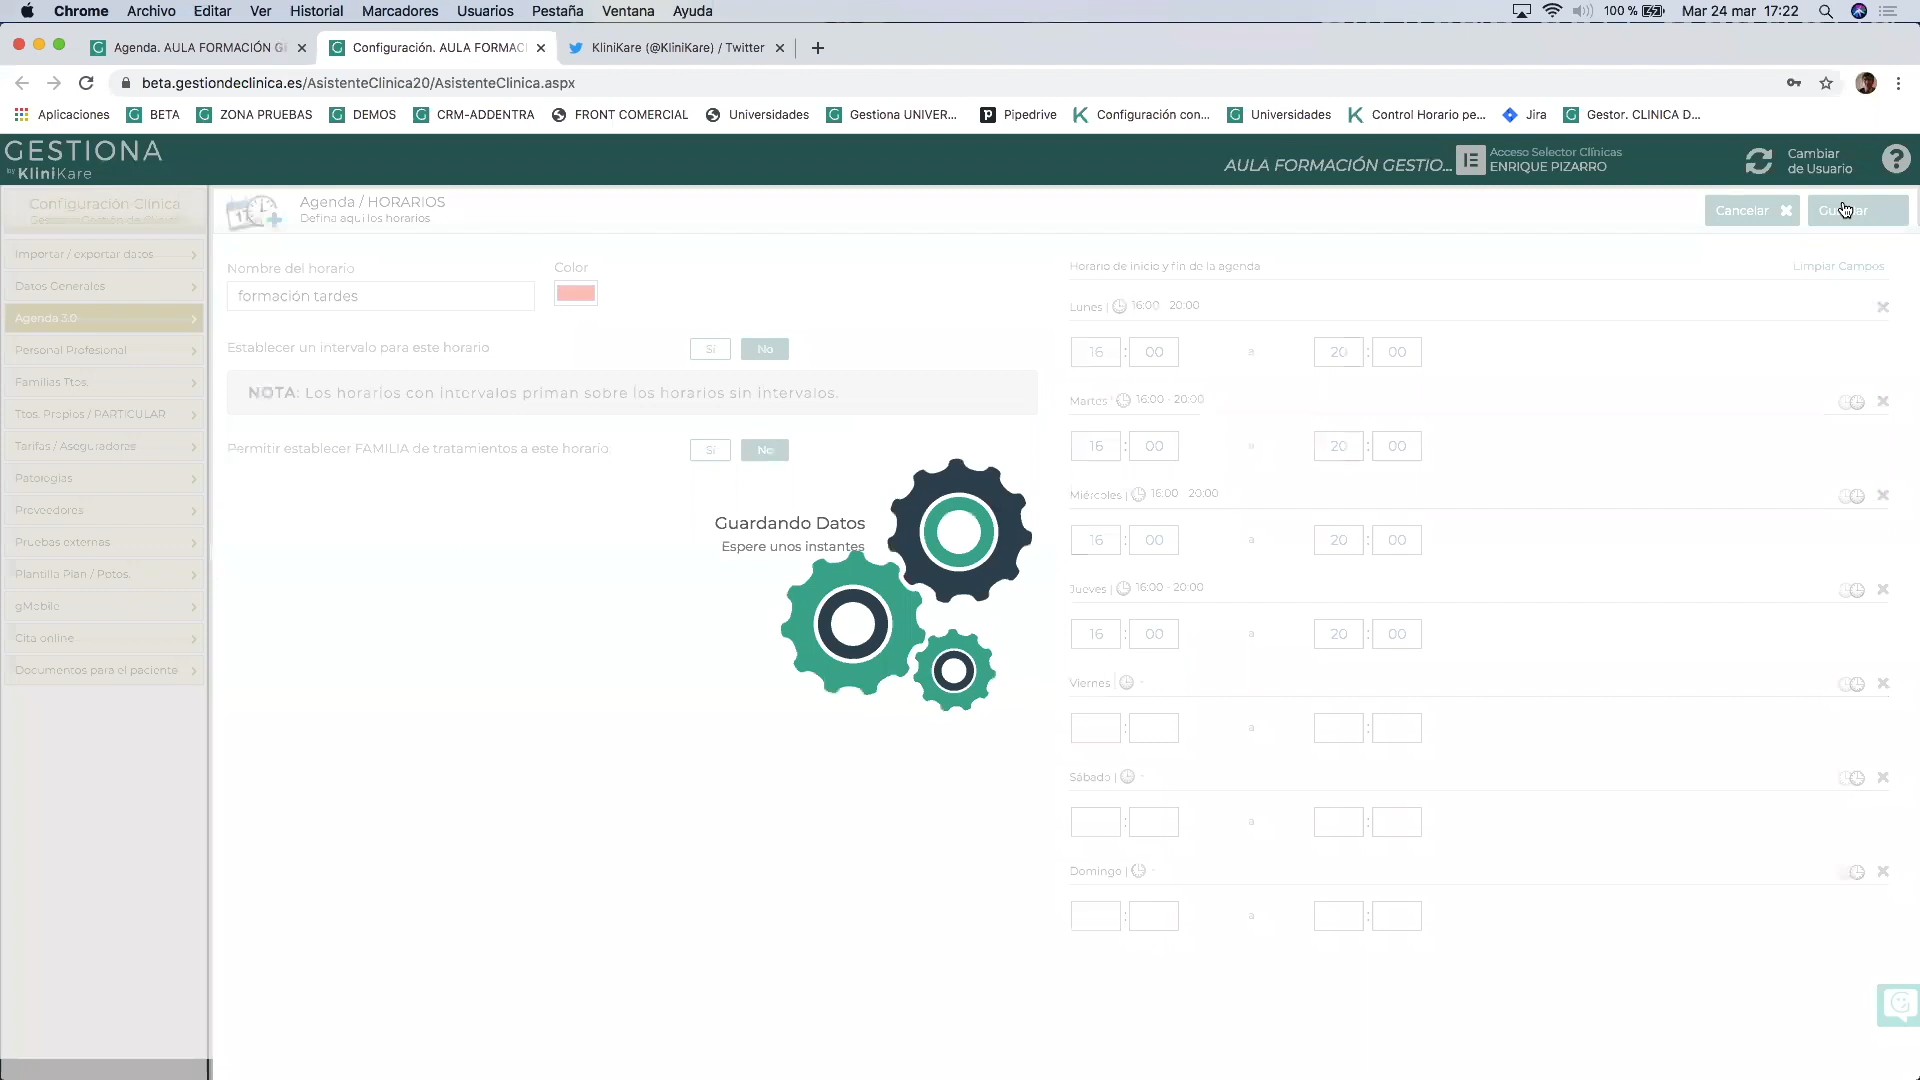 Chrome Archivo Editar Ver Historial Marcadores Usuarios Pestaña Ventana Ayuda 100 % Mar 24 mar 17:22
Agenda. AULA FORMACIÓN G Configuración. AULA FORMAC KliniKare (@KliniKare) / Twitter
beta.gestiondeclinica.es/AsistenteClinica20/AsistenteClinica.aspx
Aplicaciones BETA ZONA PRUEBAS DEMOS CRM-ADDENTRA FRONT COMERCIAL Universidades Gestiona UNIVER... Pipedrive Configuración con... Universidades Control Horario pe... Jira Gestor. CLINICA D...
GESTIONA
by KliniKare
AULA FORMACIÓN GESTIO...
Acceso Selector Clínicas
ENRIQUE PIZARRO
Cambiar
de Usuario
Configuración Clínica
Importar / exportar datos
Datos Generales
Agenda 3.0
Personal Profesional
Familias Ttos.
Ttos. Propios / PARTICULAR
Tarifas / Aseguradoras
Patologías
Proveedores
Pruebas externas
Plantilla Plan / Potos.
gMobile
Cita online
Documentos para el paciente
Agenda / HORARIOS
Defina aquí los horarios
Cancelar
Nombre del horario Color
formación tardes
Establecer un intervalo para este horario Si No
NOTA: Los horarios con intervalos priman sobre los horarios sin intervalos.
Permitir establecer FAMILIA de tratamientos a este horario. Si No
Guardando Datos
Espere unos instantes
Horario de inicio y fin de la agenda Limpiar Campos
Lunes | 16:00 - 20:00
16 : 00 a 20 : 00
Martes | 16:00 - 20:00
16 : 00 a 20 : 00
Miércoles | 16:00 - 20:00
16 : 00 a 20 : 00
Jueves | 16:00 - 20:00
16 : 00 a 20 : 00
Viernes | -
: a :
Sábado | -
: a :
Domingo | -
: a :